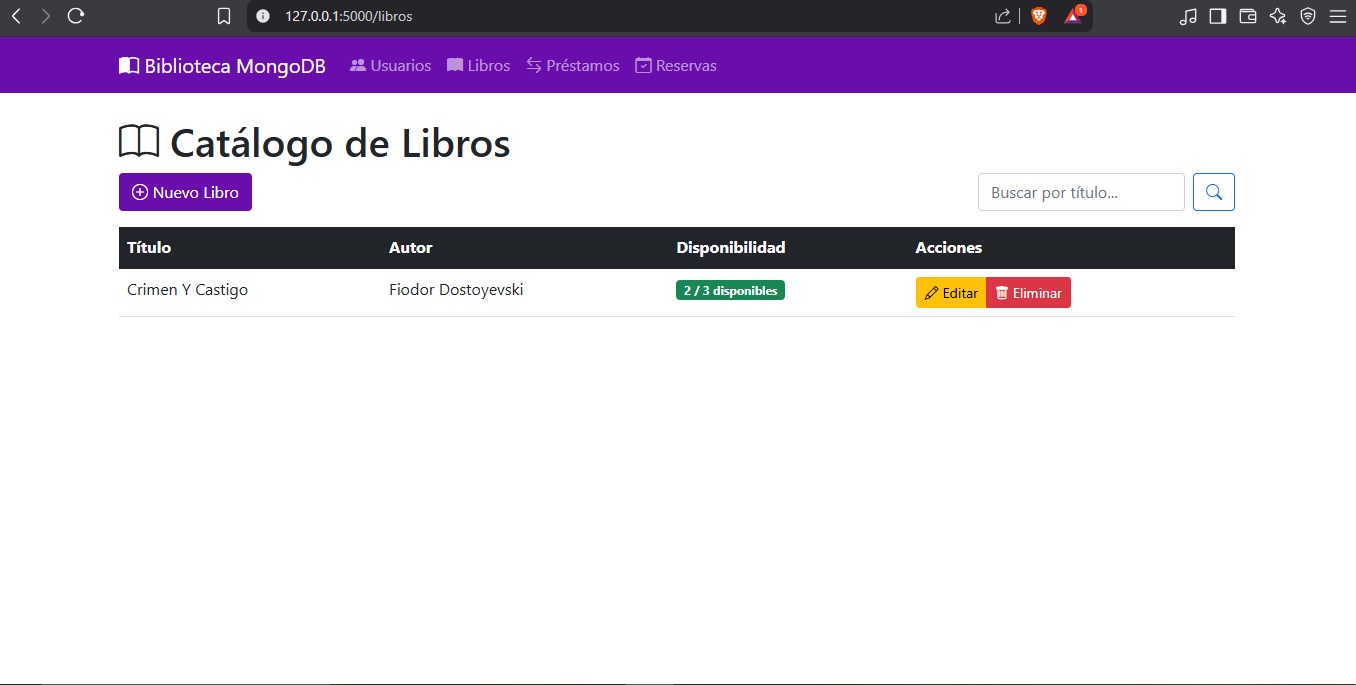 127.0.0.1:5000/libros
1
Biblioteca MongoDB Usuarios Libros Préstamos Reservas
Catálogo de Libros
Nuevo Libro Buscar por título...
Título Autor Disponibilidad Acciones
Crimen Y Castigo Fiodor Dostoyevski 2 / 3 disponibles Editar Eliminar